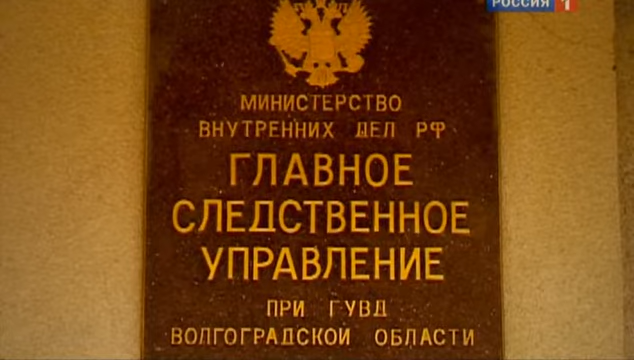 РОССИЯ 1
МИНИСТЕРСТВО
ВНУТРЕННИХ ДЕЛ РФ
ГЛАВНОЕ
СЛЕДСТВЕННОЕ
УПРАВЛЕНИЕ
ПРИ ГУВД
ВОЛГОГРАДСКОЙ ОБЛАСТИ